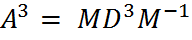 A³ = MD³M⁻¹